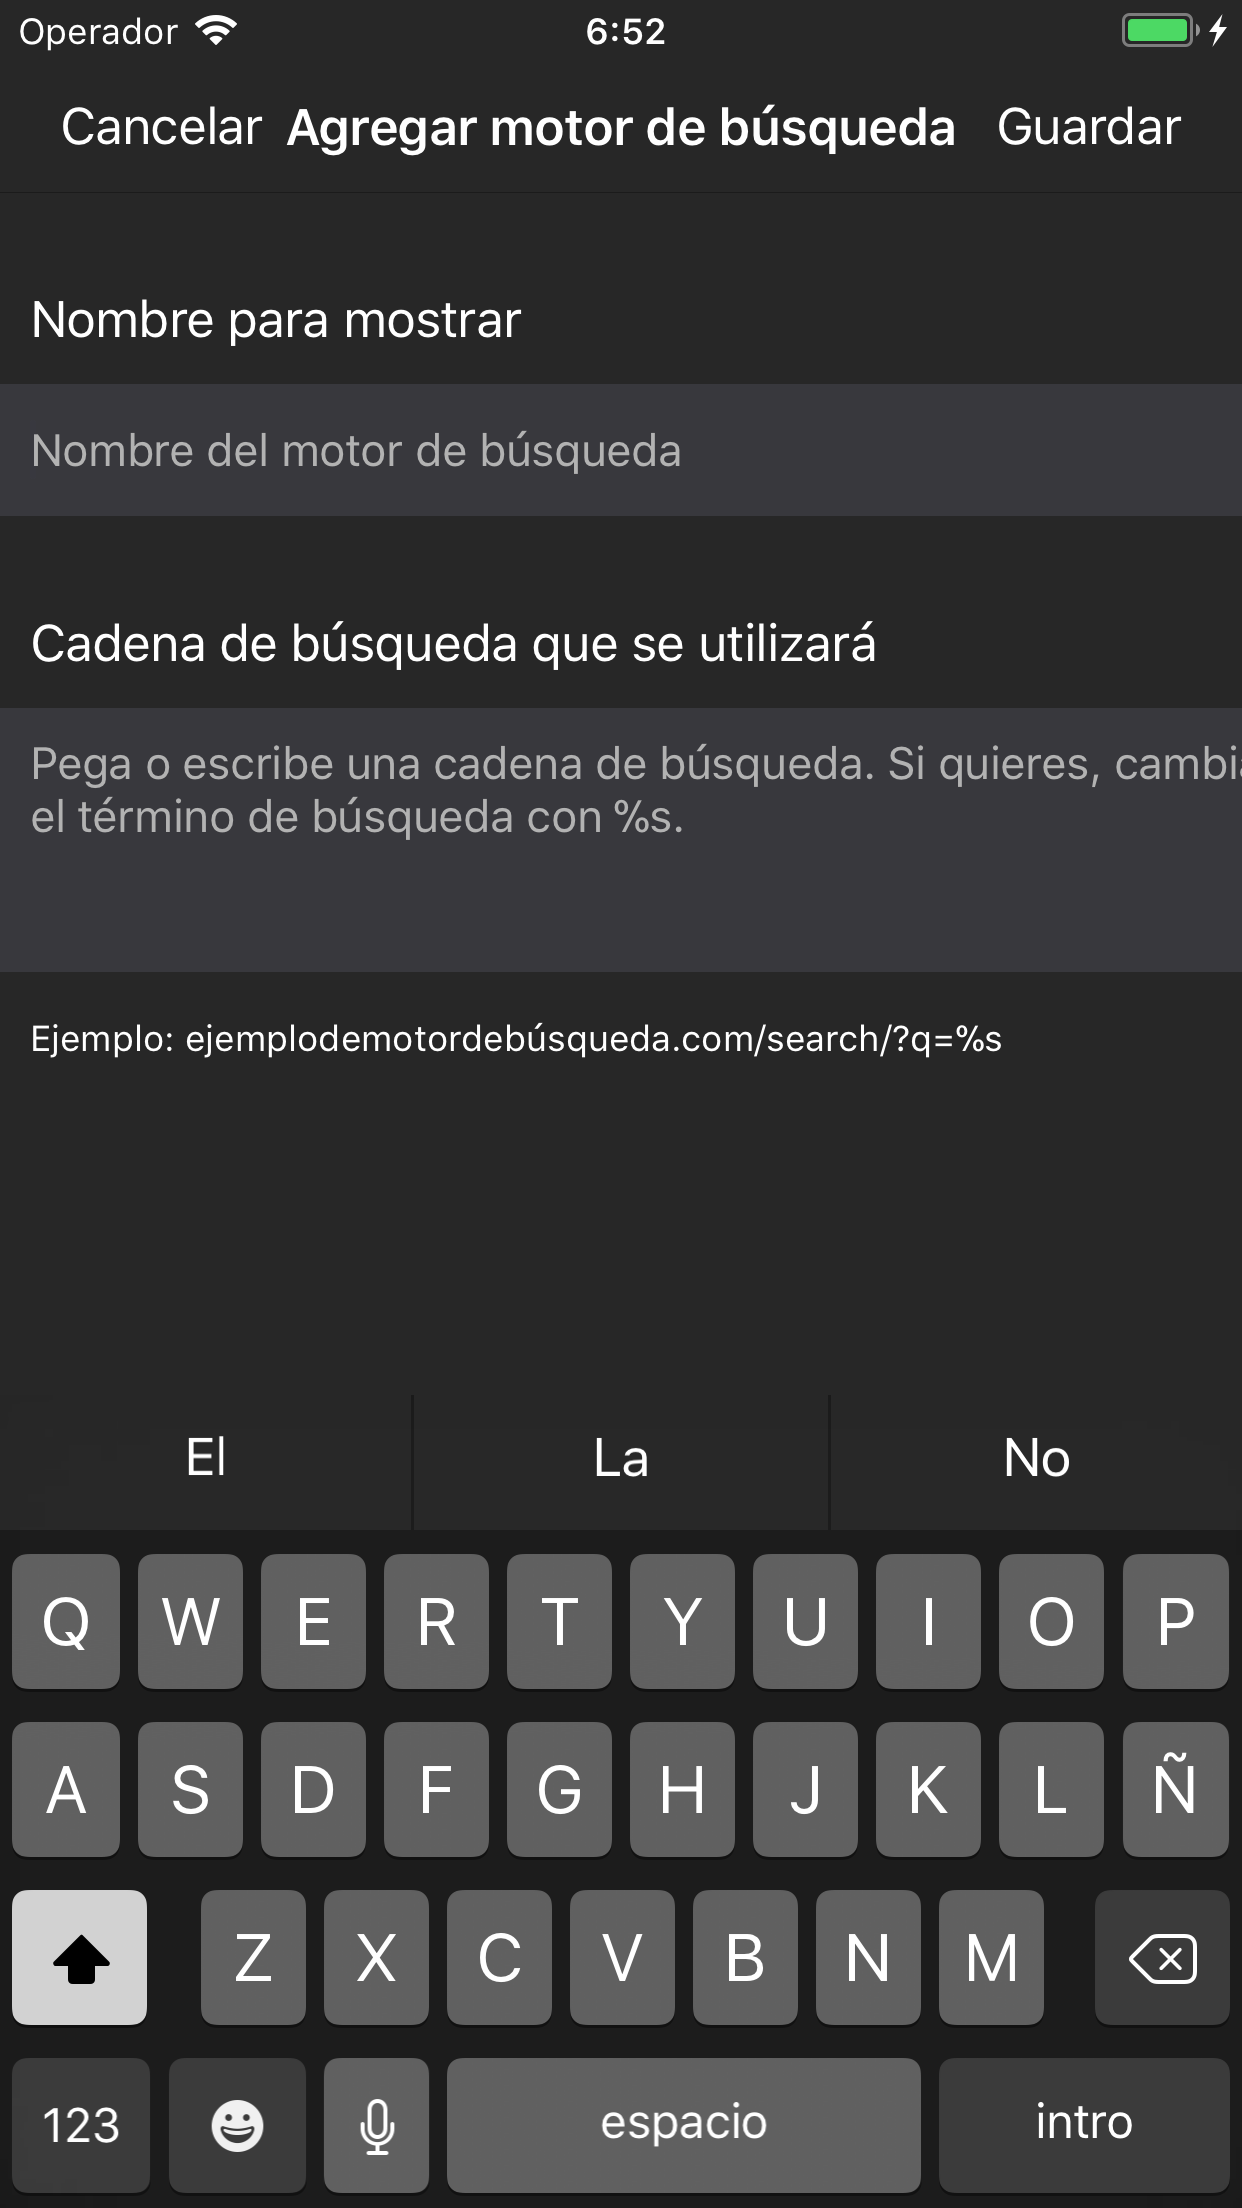 Operador 6:52
Cancelar Agregar motor de búsqueda Guardar
Nombre para mostrar
Nombre del motor de búsqueda
Cadena de búsqueda que se utilizará
Pega o escribe una cadena de búsqueda. Si quieres, cambia
el término de búsqueda con %s.
Ejemplo: ejemplodemotordebúsqueda.com/search/?q=%s
El La No
Q W E R T Y U I O P
A S D F G H J K L Ñ
Z X C V B N M
123 espacio intro